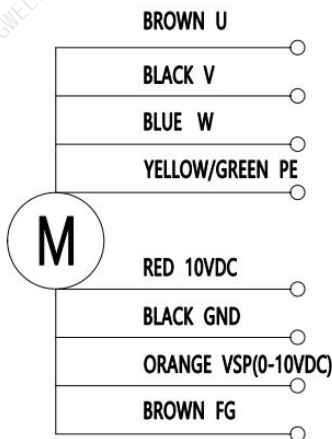 BROWN U
BLACK V
BLUE W
YELLOW/GREEN PE
M
RED 10VDC
BLACK GND
ORANGE VSP(0-10VDC)
BROWN FG